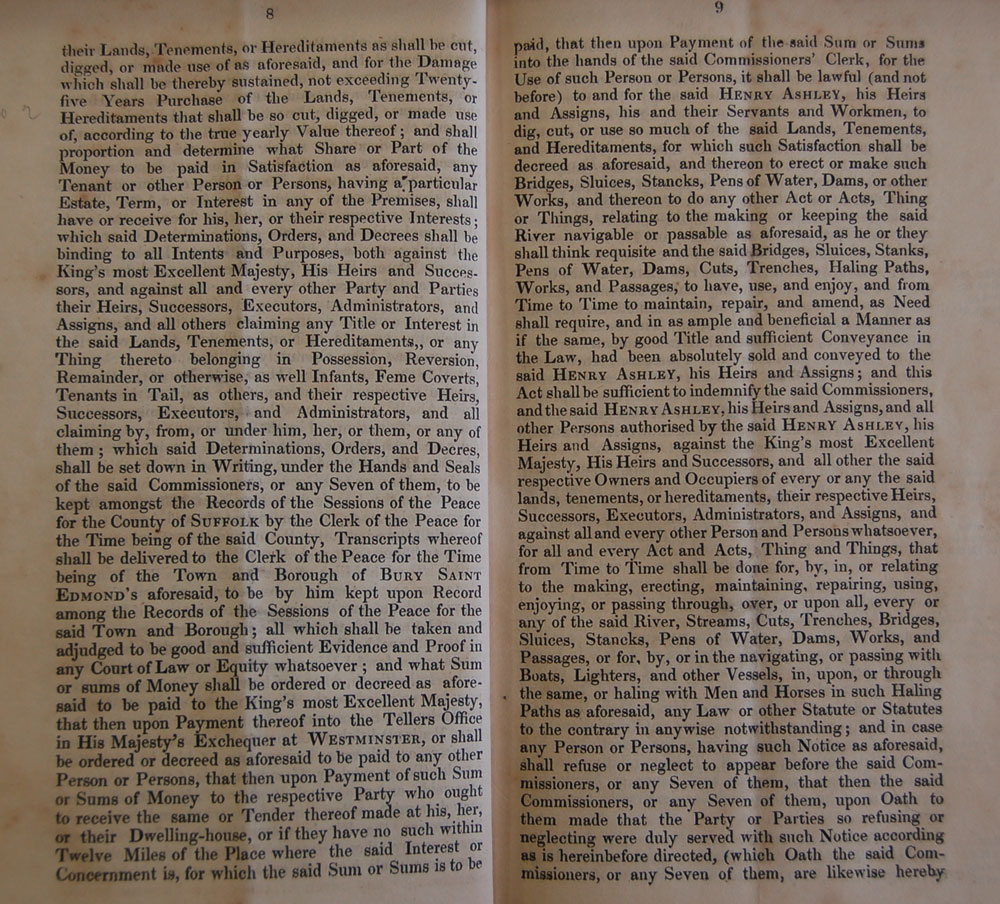 8
their Lands, Tenements, or Hereditaments as shall be cut,
digged, or made use of as aforesaid, and for the Damage
which shall be thereby sustained, not exceeding Twenty-
five Years Purchase of the Lands, Tenements, or
Hereditaments that shall be so cut, digged, or made use
of, according to the true yearly Value thereof; and shall
proportion and determine what Share or Part of the
Money to be paid in Satisfaction as aforesaid, any
Tenant or other Person or Persons, having a particular
Estate, Term, or Interest in any of the Premises, shall
have or receive for his, her, or their respective Interests;
which said Determinations, Orders, and Decrees shall be
binding to all Intents and Purposes, both against the
King's most Excellent Majesty, His Heirs and Succes-
sors, and against all and every other Party and Parties
their Heirs, Successors, Executors, Administrators, and
Assigns, and all others claiming any Title or Interest in
the said Lands, Tenements, or Hereditaments,, or any
Thing thereto belonging in Possession, Reversion,
Remainder, or otherwise, as well Infants, Feme Coverts,
Tenants in Tail, as others, and their respective Heirs,
Successors, Executors, and Administrators, and all
claiming by, from, or under him, her, or them, or any of
them; which said Determinations, Orders, and Decres,
shall be set down in Writing, under the Hands and Seals
of the said Commissioners, or any Seven of them, to be
kept amongst the Records of the Sessions of the Peace
for the County of SUFFOLK by the Clerk of the Peace for
the Time being of the said County, Transcripts whereof
shall be delivered to the Clerk of the Peace for the Time
being of the Town and Borough of BURY SAINT
EDMOND'S aforesaid, to be by him kept upon Record
among the Records of the Sessions of the Peace for the
said Town and Borough; all which shall be taken and
adjudged to be good and sufficient Evidence and Proof in
any Court of Law or Equity whatsoever; and what Sum
or sums of Money shall be ordered or decreed as afore-
said to be paid to the King's most Excellent Majesty,
that then upon Payment thereof into the Tellers Office
in His Majesty's Exchequer at WESTMINSTER, or shall
be ordered or decreed as aforesaid to be paid to any other
Person or Persons, that then upon Payment of such Sum
or Sums of Money to the respective Party who ought
to receive the same or Tender thereof made at his, her,
or their Dwelling-house, or if they have no such within
Twelve Miles of the Place where the said Interest or
Concernment is, for which the said Sum or Sums is to be
9
paid, that then upon Payment of the said Sum or Sums
into the hands of the said Commissioners' Clerk, for the
Use of such Person or Persons, it shall be lawful (and not
before) to and for the said HENRY ASHLEY, his Heirs
and Assigns, his and their Servants and Workmen, to
dig, cut, or use so much of the said Lands, Tenements,
and Hereditaments, for which such Satisfaction shall be
decreed as aforesaid, and thereon to erect or make such
Bridges, Sluices, Stancks, Pens of Water, Dams, or other
Works, and thereon to do any other Act or Acts, Thing
or Things, relating to the making or keeping the said
River navigable or passable as aforesaid, as he or they
shall think requisite and the said Bridges, Sluices, Stanks,
Pens of Water, Dams, Cuts, Trenches, Haling Paths,
Works, and Passages, to have, use, and enjoy, and from
Time to Time to maintain, repair, and amend, as Need
shall require, and in as ample and beneficial a Manner as
if the same, by good Title and sufficient Conveyance in
the Law, had been absolutely sold and conveyed to the
said HENRY ASHLEY, his Heirs and Assigns; and this
Act shall be sufficient to indemnify the said Commissioners,
and the said HENRY ASHLEY, his Heirs and Assigns, and all
other Persons authorised by the said HENRY ASHLEY, his
Heirs and Assigns, against the King's most Excellent
Majesty, His Heirs and Successors, and all other the said
respective Owners and Occupiers of every or any the said
lands, tenements, or hereditaments, their respective Heirs,
Successors, Executors, Administrators, and Assigns, and
against all and every other Person and Persons whatsoever,
for all and every Act and Acts, Thing and Things, that
from Time to Time shall be done for, by, in, or relating
to the making, erecting, maintaining, repairing, using,
enjoying, or passing through, over, or upon all, every or
any of the said River, Streams, Cuts, Trenches, Bridges,
Sluices, Stancks, Pens of Water, Dams, Works, and
Passages, or for, by, or in the navigating, or passing with
Boats, Lighters, and other Vessels, in, upon, or through
the same, or haling with Men and Horses in such Haling
Paths as aforesaid, any Law or other Statute or Statutes
to the contrary in anywise notwithstanding; and in case
any Person or Persons, having such Notice as aforesaid,
shall refuse or neglect to appear before the said Com-
missioners, or any Seven of them, that then the said
Commissioners, or any Seven of them, upon Oath to
them made that the Party or Parties so refusing or
neglecting were duly served with such Notice according
as is hereinbefore directed, (which Oath the said Com-
missioners, or any Seven of them, are likewise hereby